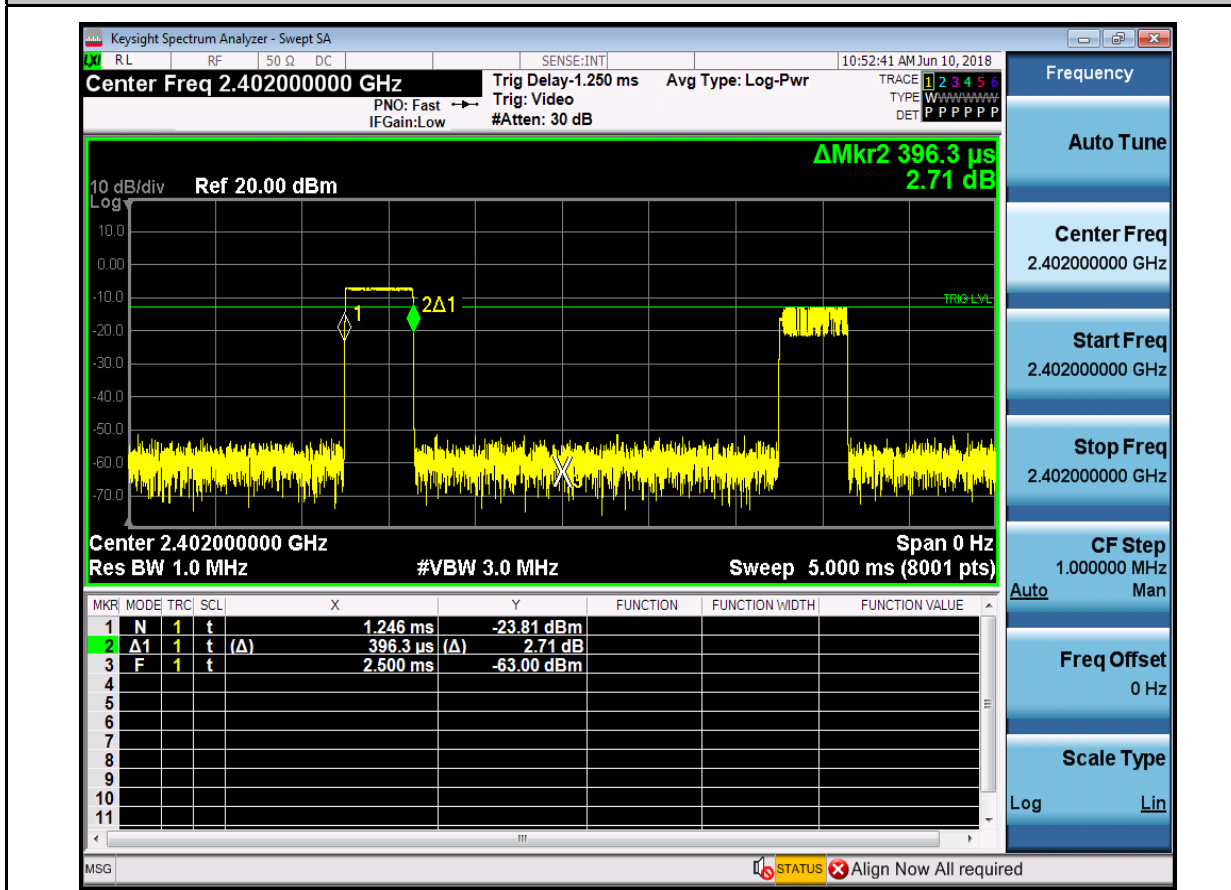 Keysight Spectrum Analyzer - Swept SA
LXI RL RF 50 Ω DC SENSE:INT 10:52:41 AM Jun 10, 2018
Center Freq 2.402000000 GHz
PNO: Fast
IFGain:Low
Trig Delay-1.250 ms
Trig: Video
#Atten: 30 dB
Avg Type: Log-Pwr
TRACE 1 2 3 4 5 6
TYPE WWWWWW
DET P P P P P P
ΔMkr2 396.3 µs
2.71 dB
10 dB/div Ref 20.00 dBm
Log
10.0
0.00
-10.0
-20.0
-30.0
-40.0
-50.0
-60.0
-70.0
1
2Δ1
TRIG LVL
3
Center 2.402000000 GHz Span 0 Hz
Res BW 1.0 MHz #VBW 3.0 MHz Sweep 5.000 ms (8001 pts)
MKR MODE TRC SCL X Y FUNCTION FUNCTION WIDTH FUNCTION VALUE
1 N 1 t 1.246 ms -23.81 dBm
2 Δ1 1 t (Δ) 396.3 µs (Δ) 2.71 dB
3 F 1 t 2.500 ms -63.00 dBm
4
5
6
7
8
9
10
11
MSG STATUS Align Now All required
Frequency
Auto Tune
Center Freq
2.402000000 GHz
Start Freq
2.402000000 GHz
Stop Freq
2.402000000 GHz
CF Step
1.000000 MHz
Auto Man
Freq Offset
0 Hz
Scale Type
Log Lin